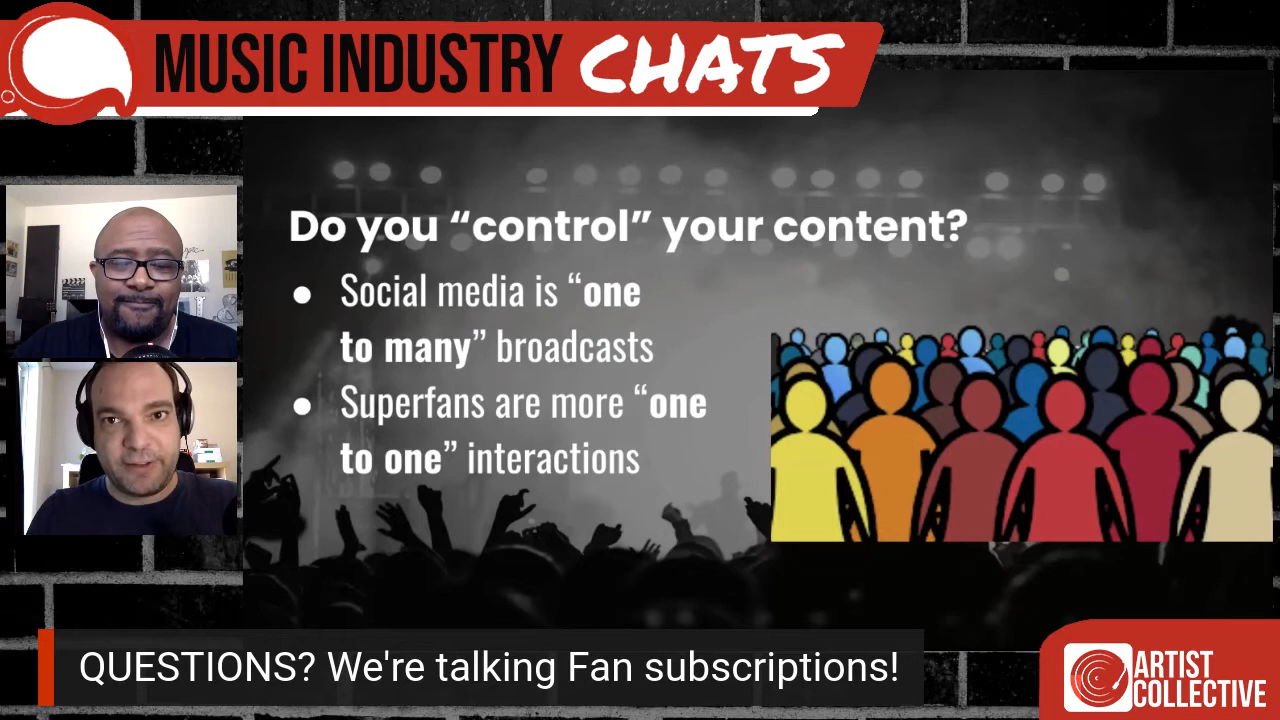 MUSIC INDUSTRY CHATS
Do you “control” your content?
● Social media is “one
to many” broadcasts
● Superfans are more “one
to one” interactions
QUESTIONS? We're talking Fan subscriptions!
ARTIST
COLLECTIVE